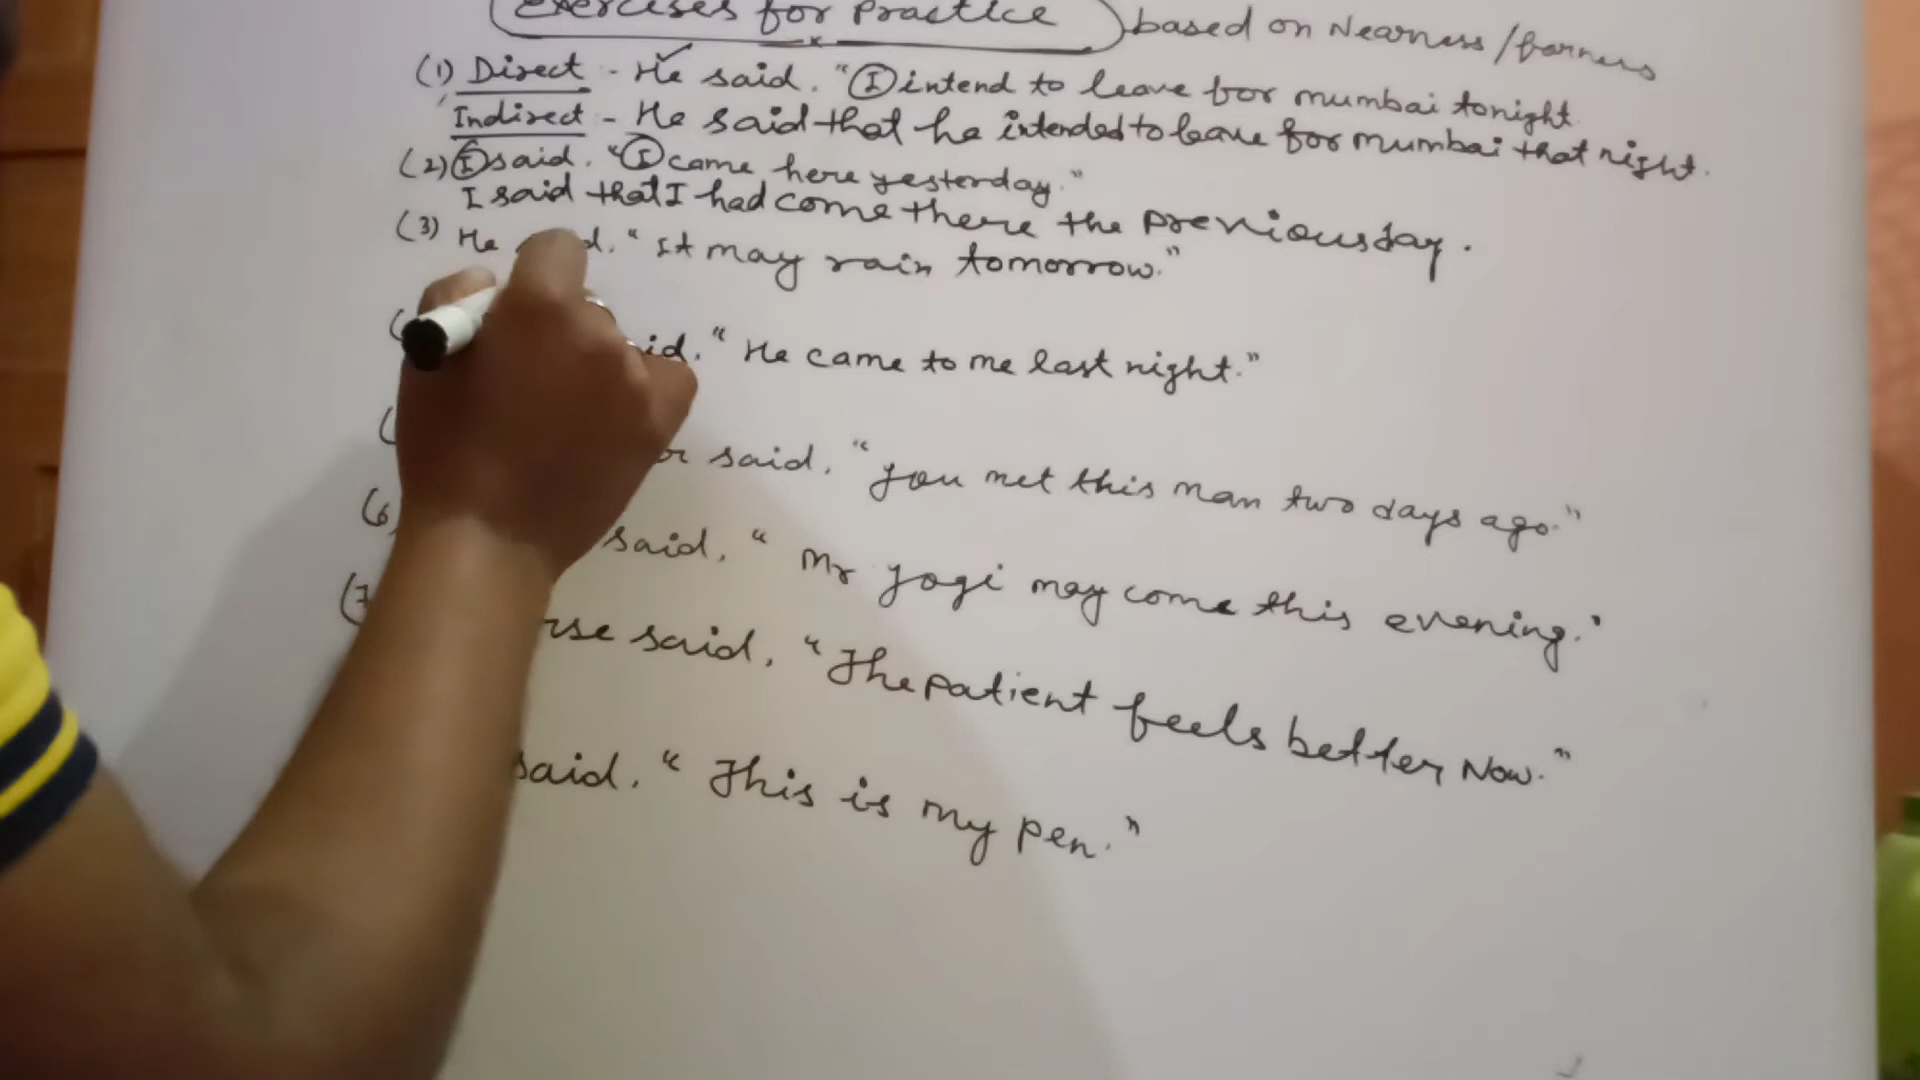 Exercises for Practice based on Nearness/farness
(1) Direct - He said. "I intend to leave for mumbai tonight
Indirect - He said that he intended to leave for mumbai that night.
(2) I said. "I came here yesterday."
I said that I had come there the previous day.
(3) He "It may rain tomorrow."
"He came to me last night."
said. "you met this man two days ago."
(6) said. "Mr yogi may come this evening."
(7) said. "The patient feels better Now."
said. "This is my pen."